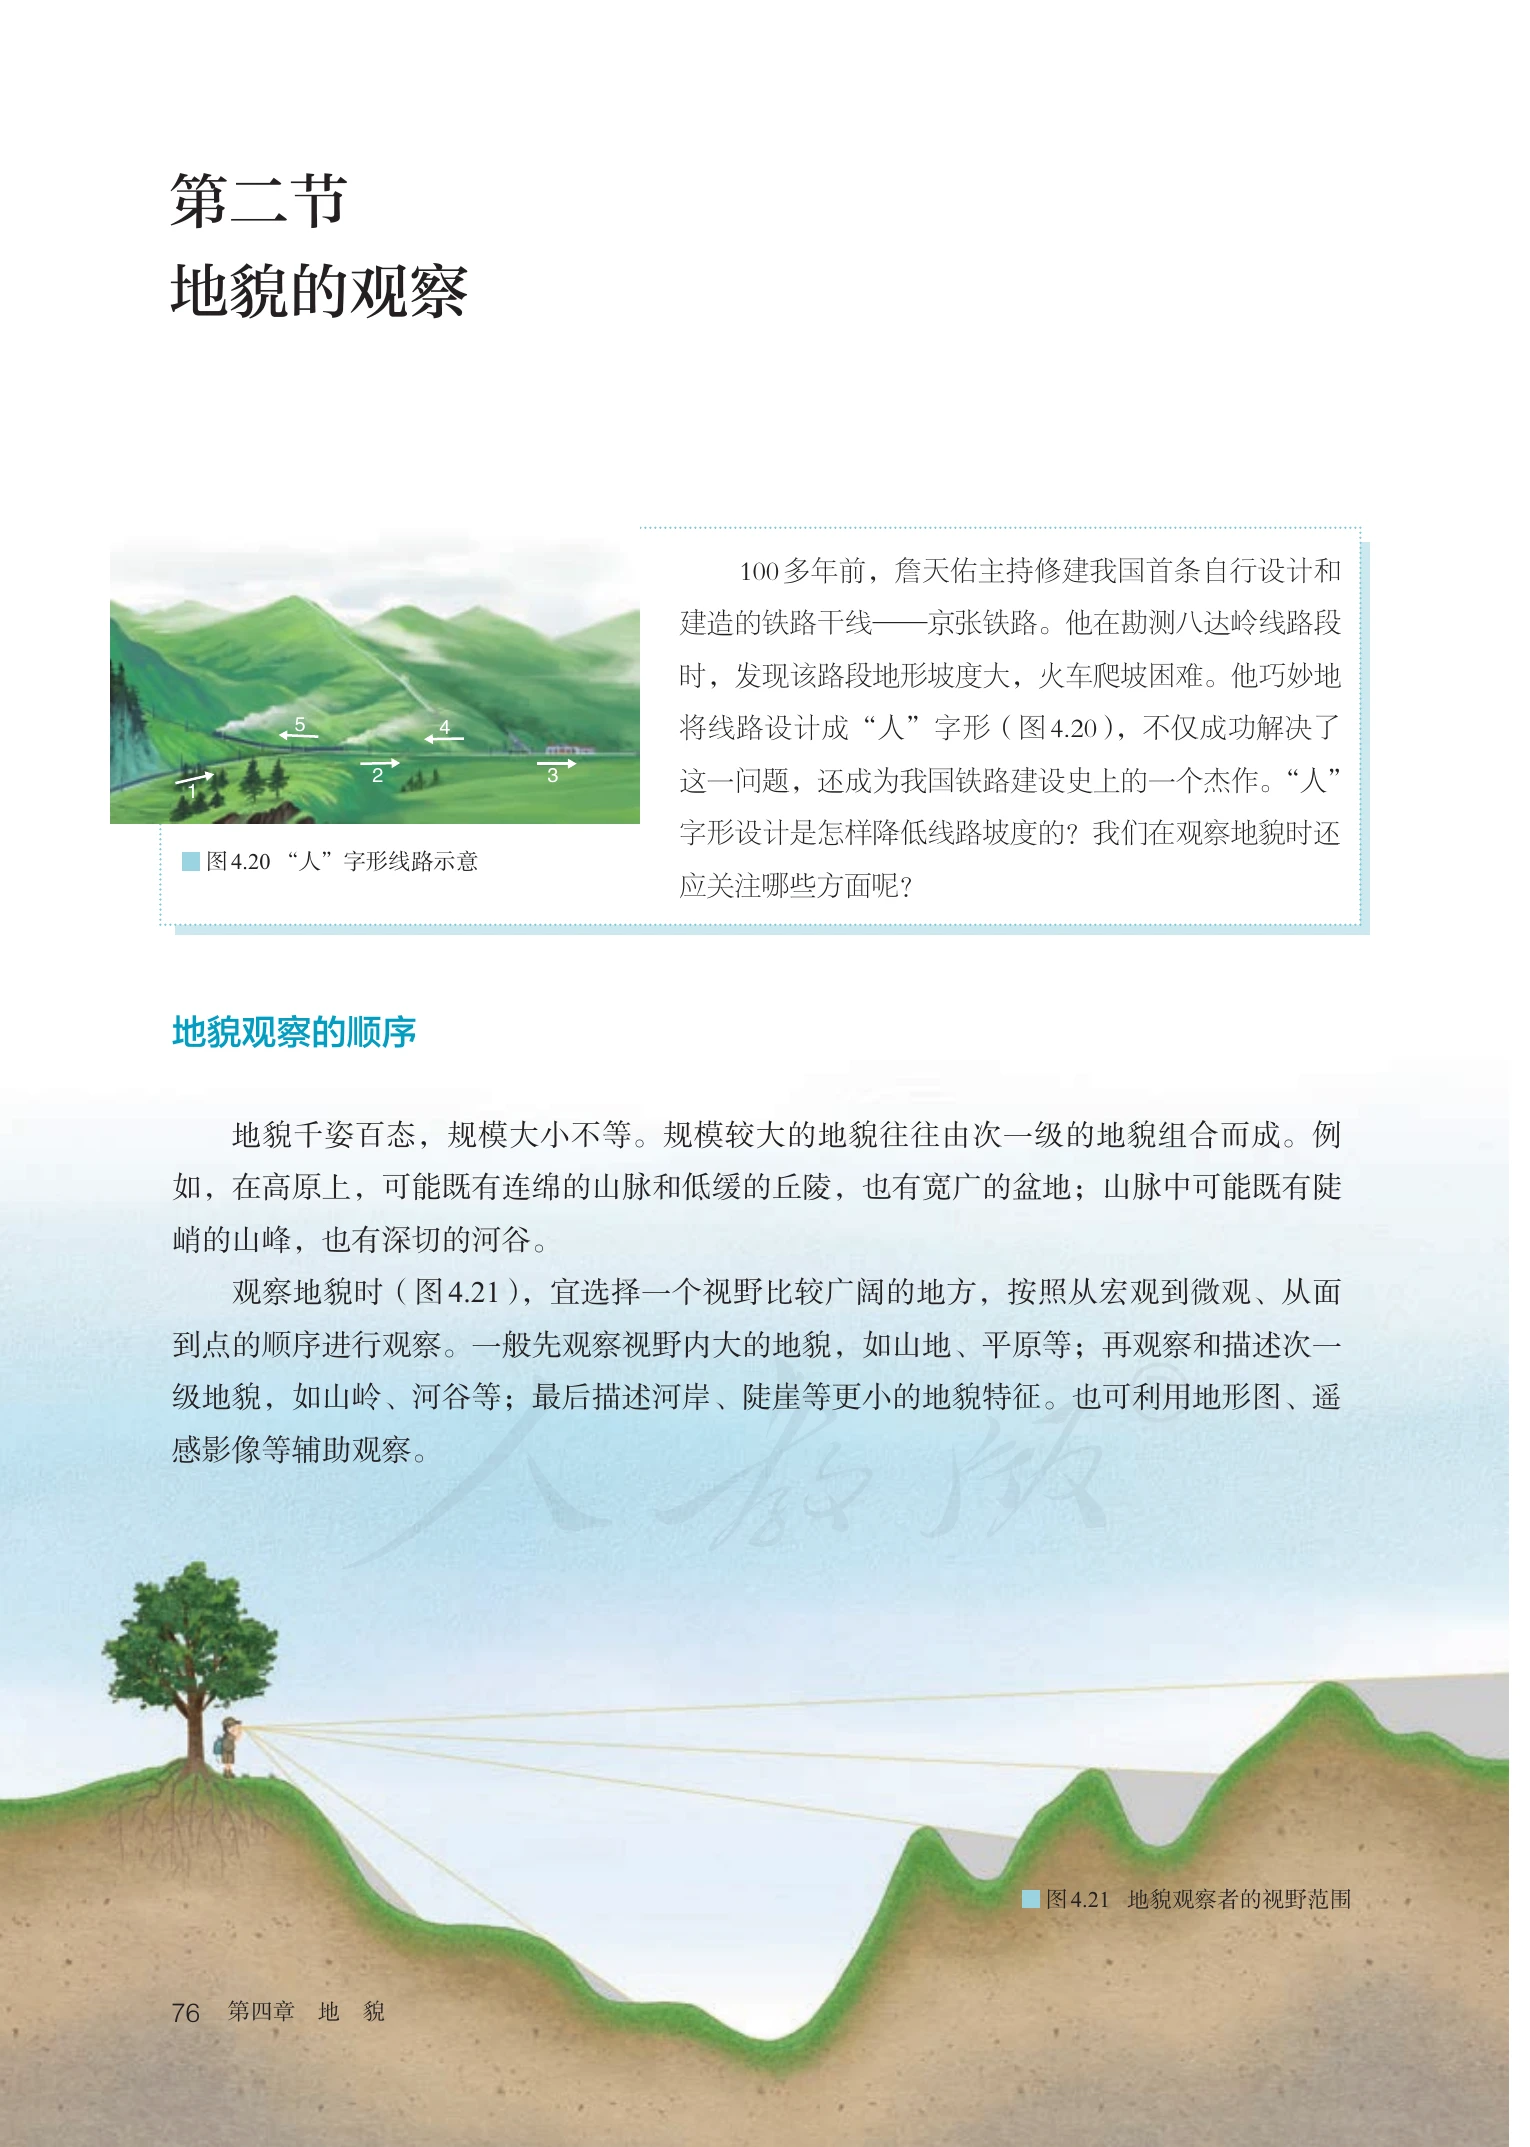 第二节
地貌的观察
5
4
1
2
3
图4.20 “人”字形线路示意
100多年前，詹天佑主持修建我国首条自行设计和
建造的铁路干线——京张铁路。他在勘测八达岭线路段
时，发现该路段地形坡度大，火车爬坡困难。他巧妙地
将线路设计成“人”字形（图4.20），不仅成功解决了
这一问题，还成为我国铁路建设史上的一个杰作。“人”
字形设计是怎样降低线路坡度的？我们在观察地貌时还
应关注哪些方面呢？
地貌观察的顺序
地貌千姿百态，规模大小不等。规模较大的地貌往往由次一级的地貌组合而成。例
如，在高原上，可能既有连绵的山脉和低缓的丘陵，也有宽广的盆地；山脉中可能既有陡
峭的山峰，也有深切的河谷。
观察地貌时（图4.21），宜选择一个视野比较广阔的地方，按照从宏观到微观、从面
到点的顺序进行观察。一般先观察视野内大的地貌，如山地、平原等；再观察和描述次一
级地貌，如山岭、河谷等；最后描述河岸、陡崖等更小的地貌特征。也可利用地形图、遥
感影像等辅助观察。
人教版®
图4.21 地貌观察者的视野范围
76 第四章 地 貌